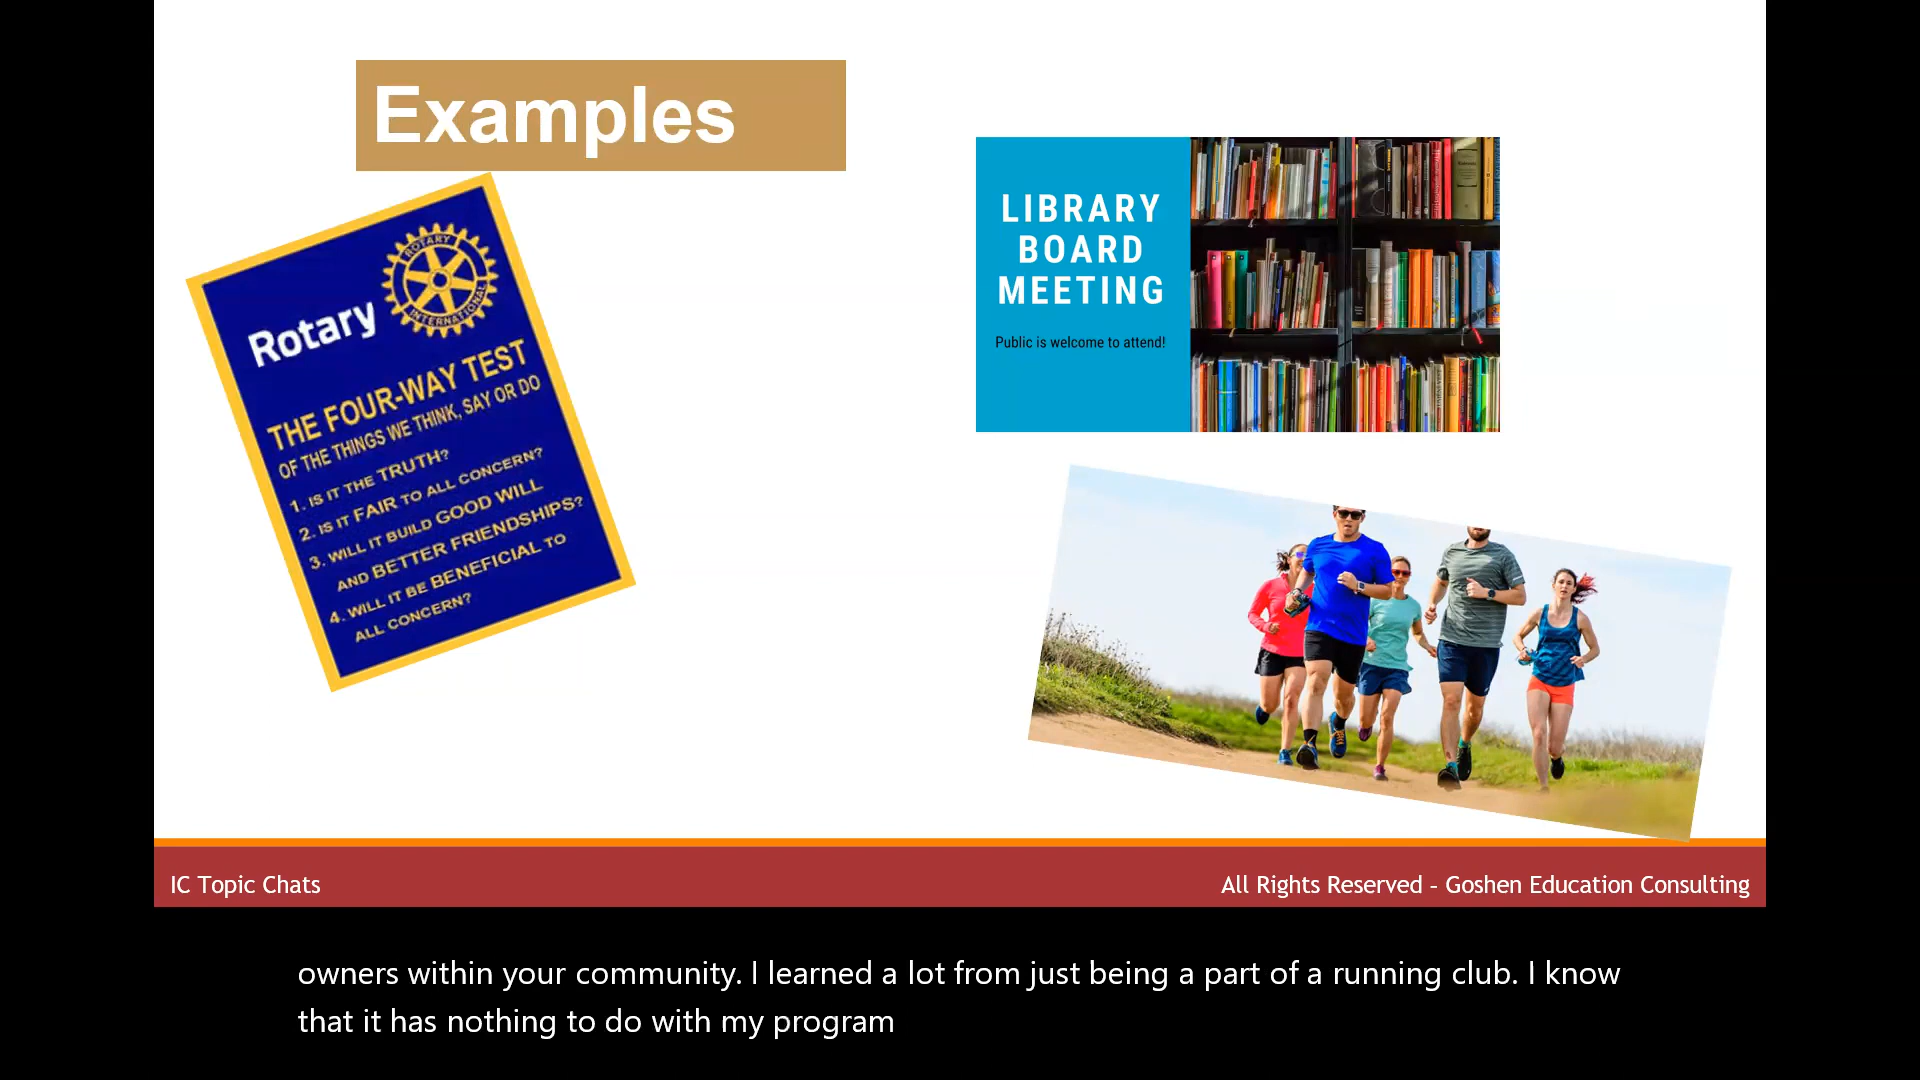 Examples
ROTARY
INTERNATIONAL
Rotary
THE FOUR-WAY TEST
OF THE THINGS WE THINK, SAY OR DO
1. IS IT THE TRUTH?
2. IS IT FAIR TO ALL CONCERN?
3. WILL IT BUILD GOOD WILL
AND BETTER FRIENDSHIPS?
4. WILL IT BE BENEFICIAL TO
ALL CONCERN?
LIBRARY
BOARD
MEETING
Public is welcome to attend!
IC Topic Chats
All Rights Reserved – Goshen Education Consulting
owners within your community. I learned a lot from just being a part of a running club. I know
that it has nothing to do with my program